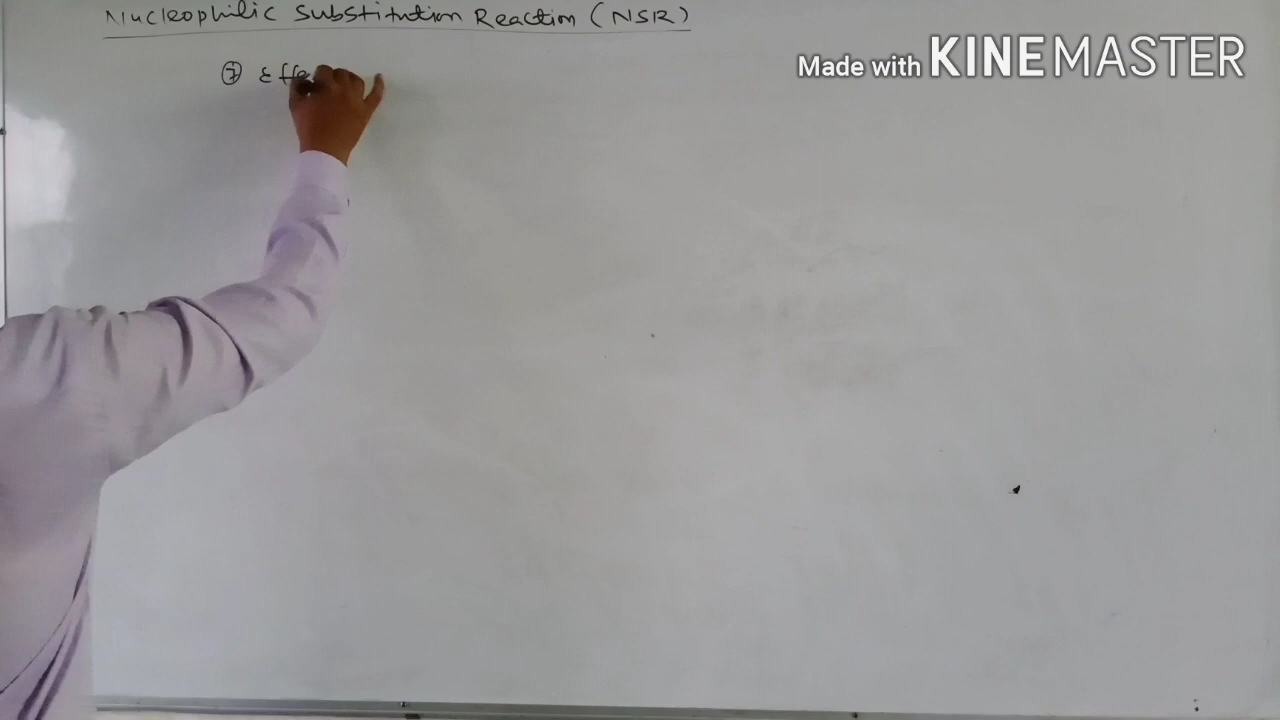 Nucleophilic Substitution Reaction (NSR)
Made with KINEMASTER
⑦ Effe